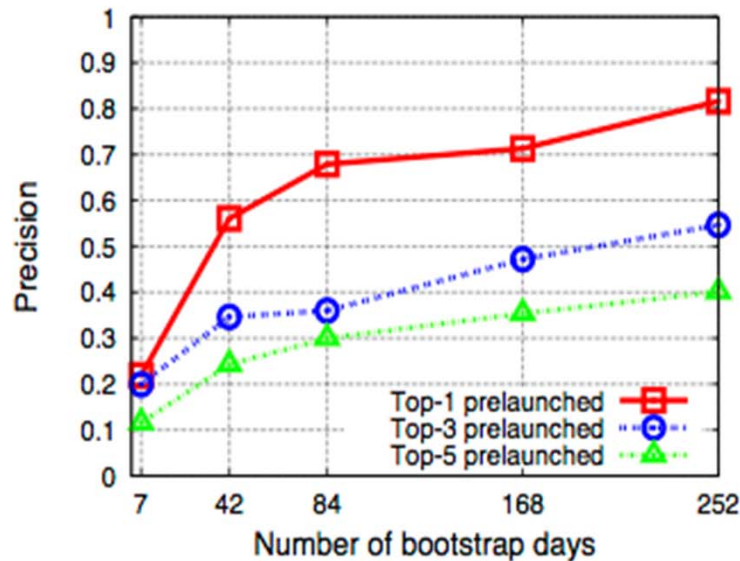 1
0.9
0.8
0.7
0.6
0.5
0.4
0.3
0.2
0.1
0
Precision
Top-1 prelaunched
Top-3 prelaunched
Top-5 prelaunched
7 42 84 168 252
Number of bootstrap days